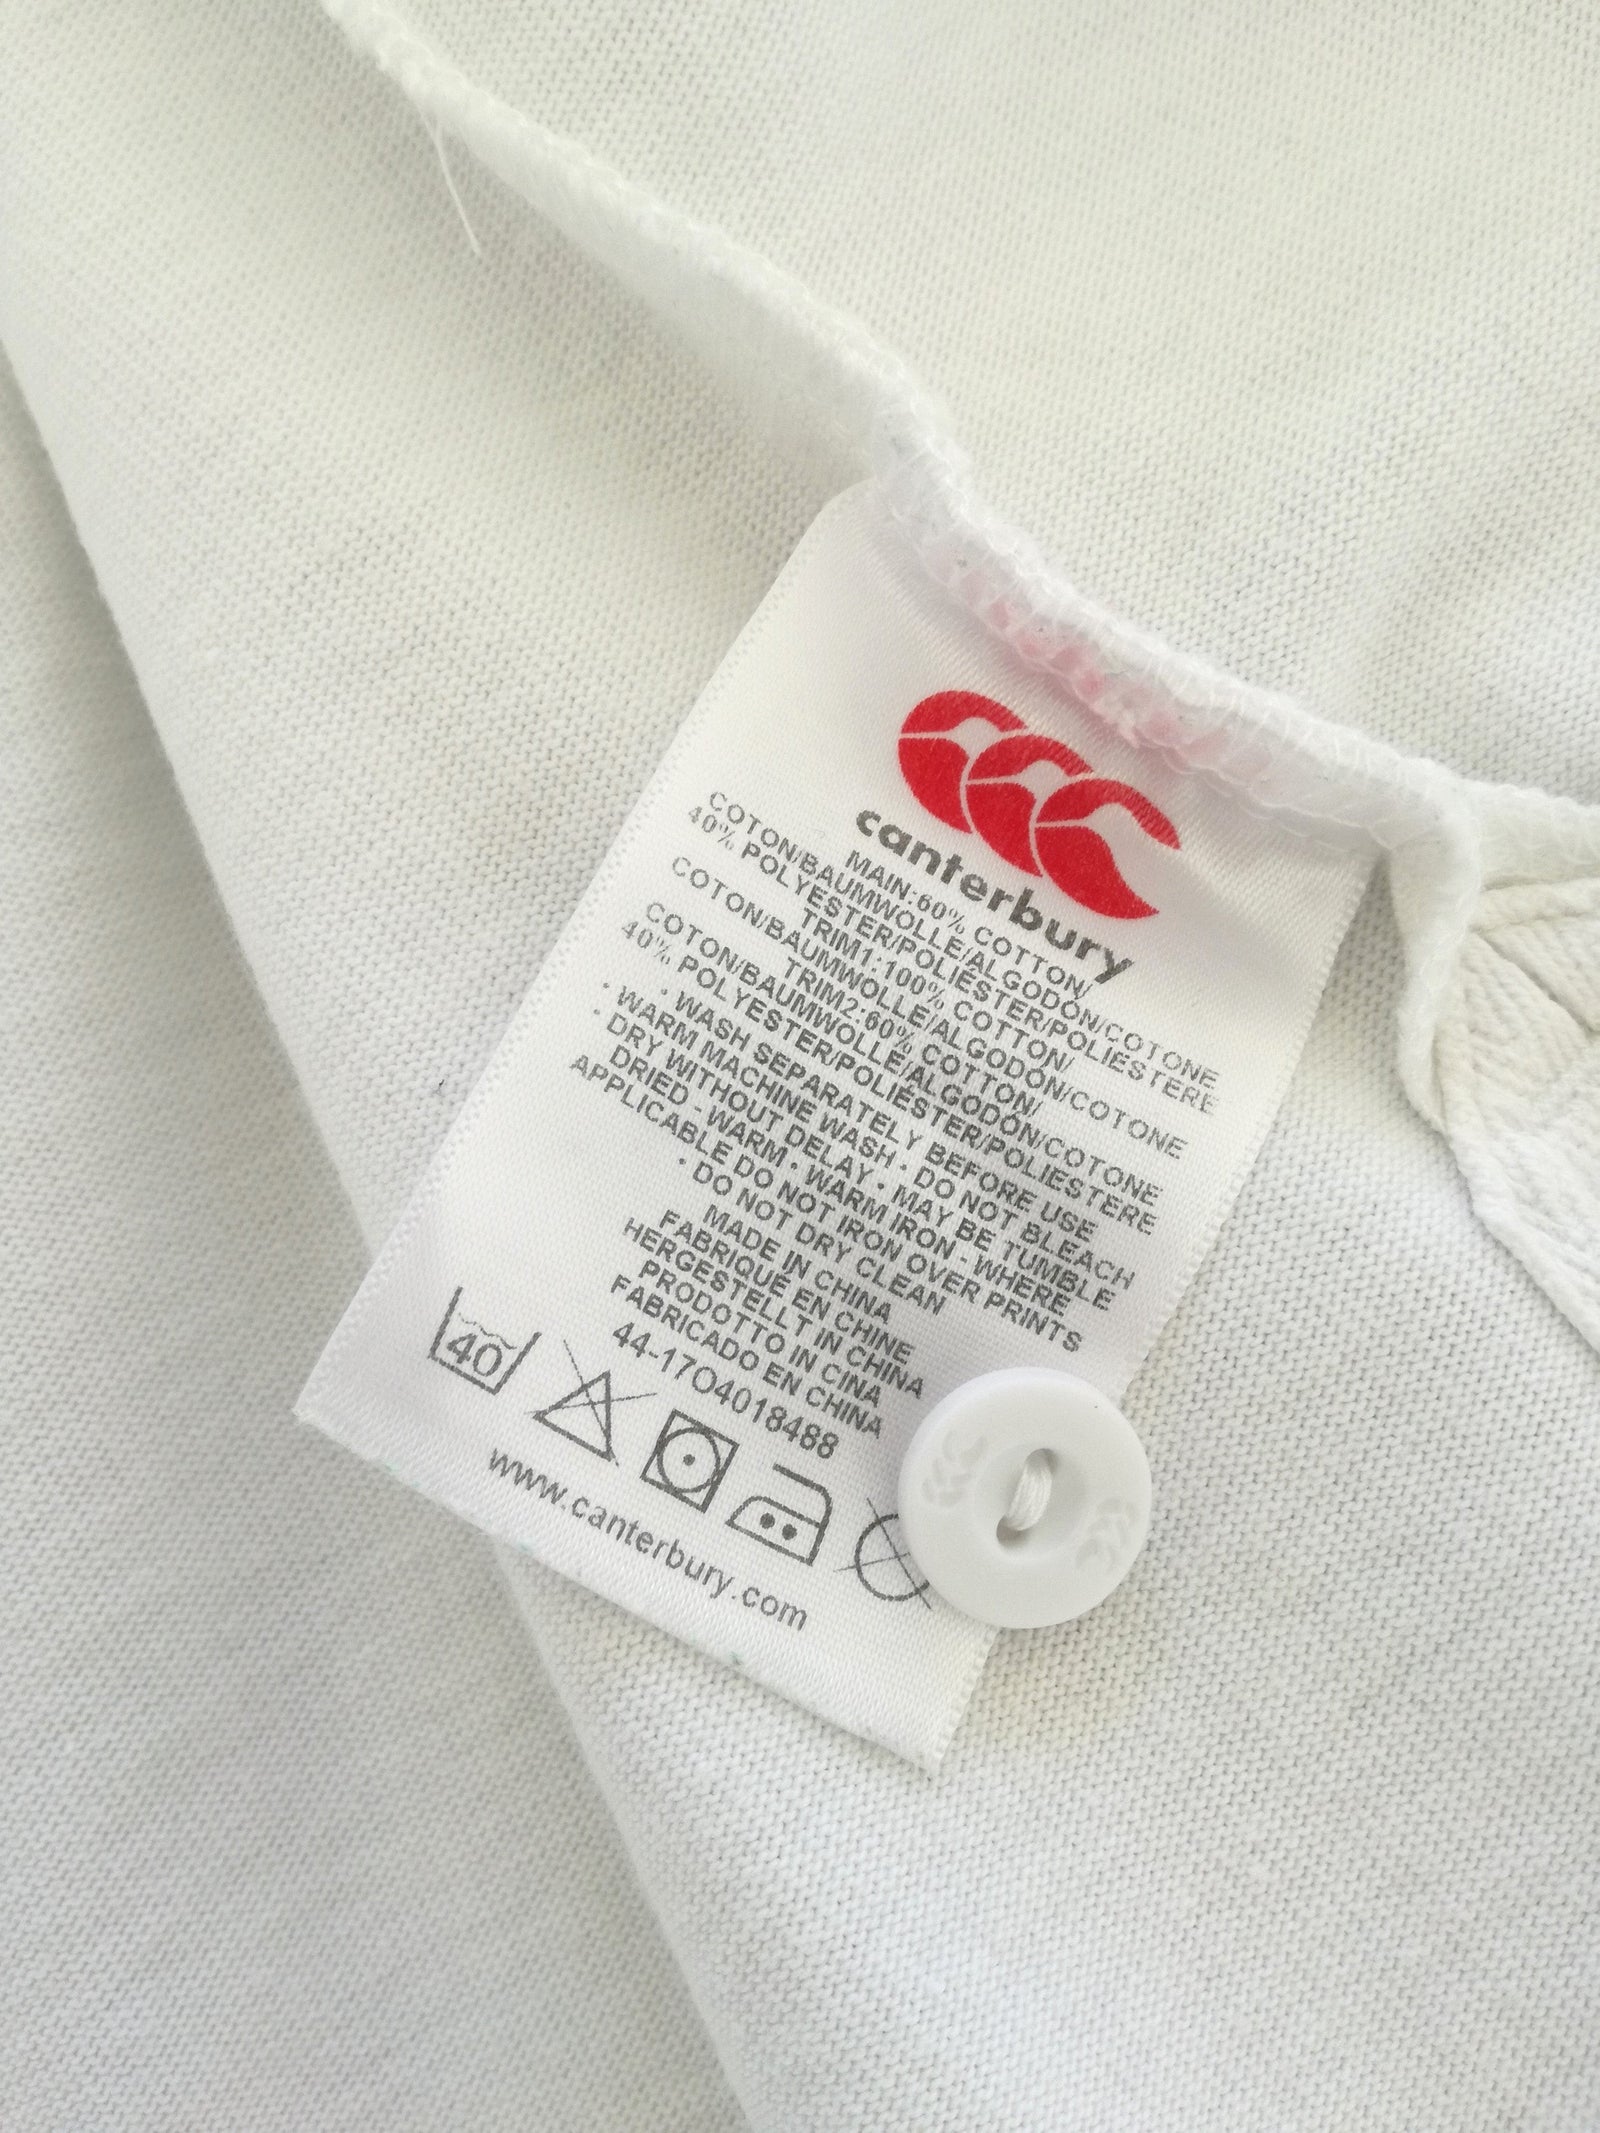 canterbury
MAIN:60% COTTON/
COTON/BAUMWOLLE/ALGODÓN/COTONE
40% POLYESTER/POLIÉSTER/POLIESTERE
TRIM1:100% COTTON/
COTON/BAUMWOLLE/ALGODÓN/COTONE
TRIM2:60% COTTON/
COTON/BAUMWOLLE/ALGODÓN/COTONE
40% POLYESTER/POLIÉSTER/POLIESTERE
· WASH SEPARATELY BEFORE USE
· WARM MACHINE WASH · DO NOT BLEACH
· DRY WITHOUT DELAY · MAY BE TUMBLE
DRIED - WARM · WARM IRON - WHERE
APPLICABLE DO NOT IRON OVER PRINTS
· DO NOT DRY CLEAN
MADE IN CHINA
FABRIQUÉ EN CHINE
HERGESTELLT IN CHINA
PRODOTTO IN CINA
FABRICADO EN CHINA
44-17O4018488
40
www.canterbury.com